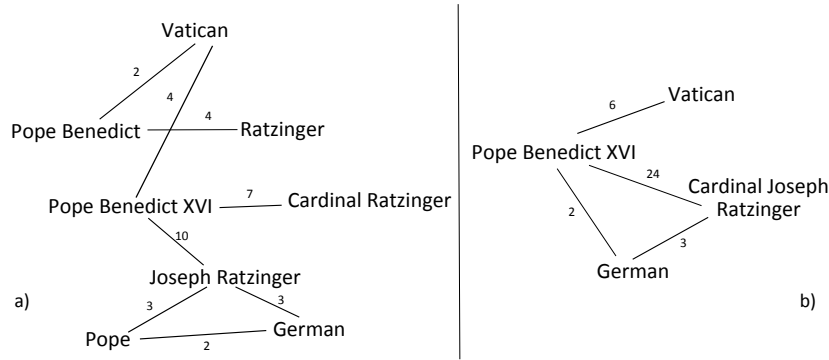 Vatican
2
4
Pope Benedict
4
Ratzinger
Pope Benedict XVI
7
Cardinal Ratzinger
10
Joseph Ratzinger
3
3
Pope
2
German
a)
Vatican
6
Pope Benedict XVI
24
Cardinal Joseph
Ratzinger
2
3
German
b)